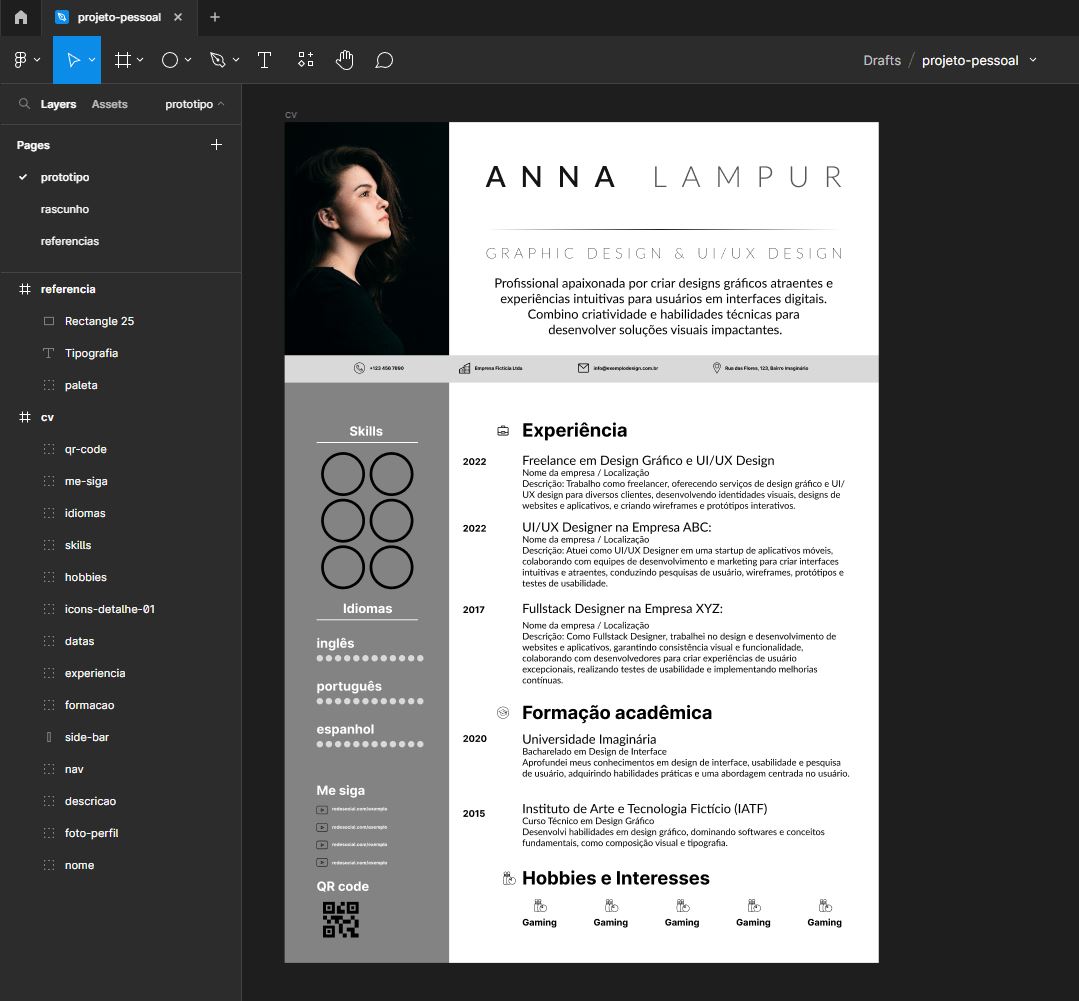 projeto-pessoal
Drafts / projeto-pessoal
Layers
Assets
prototipo
Pages
prototipo
rascunho
referencias
referencia
Rectangle 25
Tipografia
paleta
cv
qr-code
me-siga
idiomas
skills
hobbies
icons-detalhe-01
datas
experiencia
formacao
side-bar
nav
descricao
foto-perfil
nome
cv
ANNA LAMPUR
GRAPHIC DESIGN & UI/UX DESIGN
Profissional apaixonada por criar designs gráficos atraentes e
experiências intuitivas para usuários em interfaces digitais.
Combino criatividade e habilidades técnicas para
desenvolver soluções visuais impactantes.
+123 456 7890
Empresa Fictícia Ltda
info@exemplodesign.com.br
Rua das Flores, 123, Bairro Imaginário
Skills
Idiomas
inglês
português
espanhol
Me siga
redesocial.com/exemplo
redesocial.com/exemplo
redesocial.com/exemplo
redesocial.com/exemplo
QR code
Experiência
2022
Freelance em Design Gráfico e UI/UX Design
Nome da empresa / Localização
Descrição: Trabalho como freelancer, oferecendo serviços de design gráfico e UI/
UX design para diversos clientes, desenvolvendo identidades visuais, designs de
websites e aplicativos, e criando wireframes e protótipos interativos.
2022
UI/UX Designer na Empresa ABC:
Nome da empresa / Localização
Descrição: Atuei como UI/UX Designer em uma startup de aplicativos móveis,
colaborando com equipes de desenvolvimento e marketing para criar interfaces
intuitivas e atraentes, conduzindo pesquisas de usuário, wireframes, protótipos e
testes de usabilidade.
2017
Fullstack Designer na Empresa XYZ:
Nome da empresa / Localização
Descrição: Como Fullstack Designer, trabalhei no design e desenvolvimento de
websites e aplicativos, garantindo consistência visual e funcionalidade,
colaborando com desenvolvedores para criar experiências de usuário
excepcionais, realizando testes de usabilidade e implementando melhorias
contínuas.
Formação acadêmica
2020
Universidade Imaginária
Bacharelado em Design de Interface
Aprofundei meus conhecimentos em design de interface, usabilidade e pesquisa
de usuário, adquirindo habilidades práticas e uma abordagem centrada no usuário.
2015
Instituto de Arte e Tecnologia Fictício (IATF)
Curso Técnico em Design Gráfico
Desenvolvi habilidades em design gráfico, dominando softwares e conceitos
fundamentais, como composição visual e tipografia.
Hobbies e Interesses
Gaming
Gaming
Gaming
Gaming
Gaming